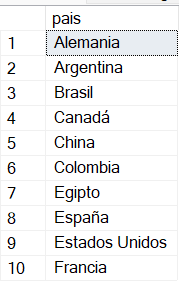 pais
1 Alemania
2 Argentina
3 Brasil
4 Canadá
5 China
6 Colombia
7 Egipto
8 España
9 Estados Unidos
10 Francia